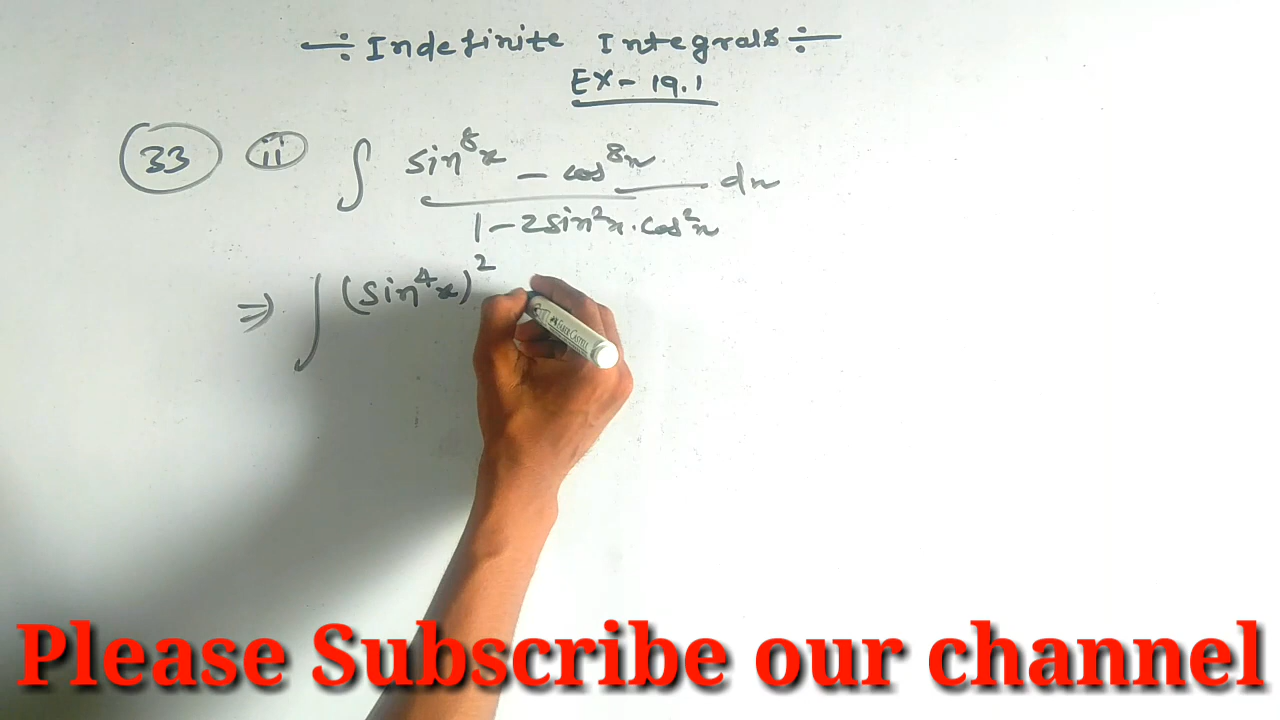 ÷ Indefinite Integrals ÷
EX- 19.1
33 ii ∫ sin⁸x - cos⁸x dx
1 - 2sin²x.cos²x
⇒ ∫ (sin⁴x)²
Please Subscribe our channel